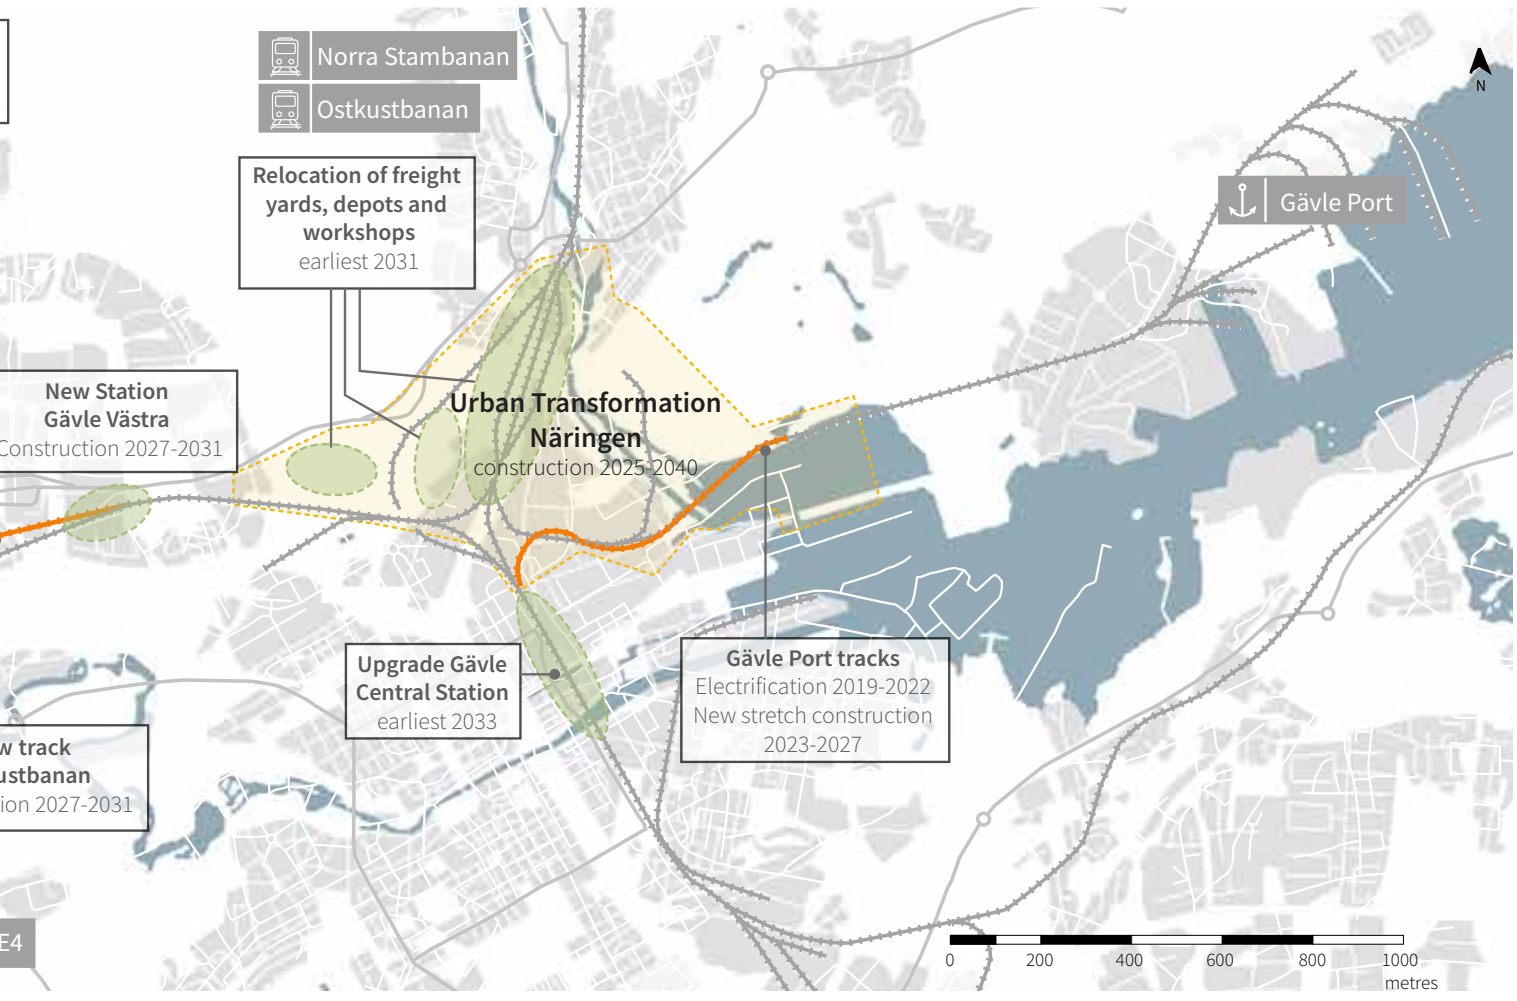 Norra Stambanan
Ostkustbanan
N
Relocation of freight
yards, depots and
workshops
earliest 2031
Gävle Port
New Station
Gävle Västra
Construction 2027-2031
Urban Transformation
Näringen
construction 2025-2040
Upgrade Gävle
Central Station
earliest 2033
Gävle Port tracks
Electrification 2019-2022
New stretch construction
2023-2027
w track
ustbanan
ion 2027-2031
E4
0 200 400 600 800 1000
metres